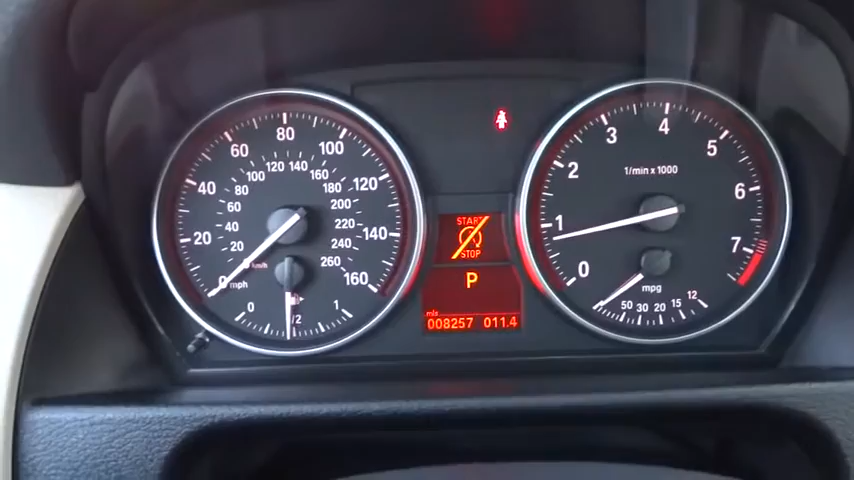 0 20 40 60 80 100 120 140 160
80 60 40 100 120 140 160 180 200 220 240 260
km/h
mph
0 1/2 1
START
STOP
P
mls
008257 011.4
0 1 2 3 4 5 6 7
1/min x 1000
mpg
50 30 20 15 12